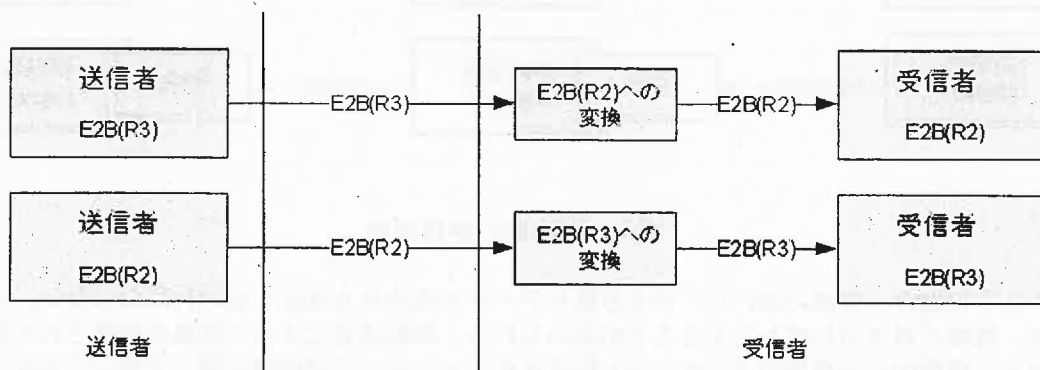 送信者
E2B(R3)
E2B(R3)
E2B(R2)への
変換
E2B(R2)
受信者
E2B(R2)
送信者
E2B(R2)
E2B(R2)
E2B(R3)への
変換
E2B(R3)
受信者
E2B(R3)
送信者
受信者